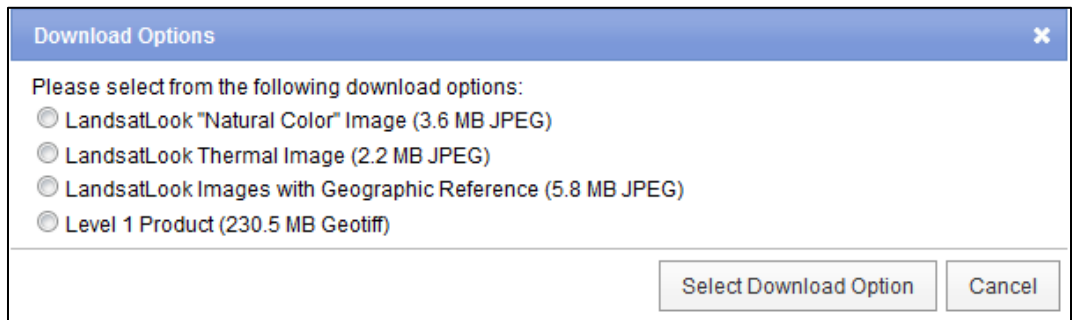 Download Options
Please select from the following download options:
LandsatLook "Natural Color" Image (3.6 MB JPEG)
LandsatLook Thermal Image (2.2 MB JPEG)
LandsatLook Images with Geographic Reference (5.8 MB JPEG)
Level 1 Product (230.5 MB Geotiff)
Select Download Option Cancel